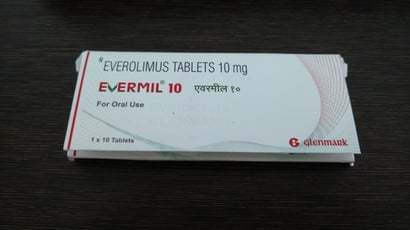 EVEROLIMUS TABLETS 10 mg
EVERMIL® 10 एवरमील १०
For Oral Use
1 x 10 Tablets
G glenmark